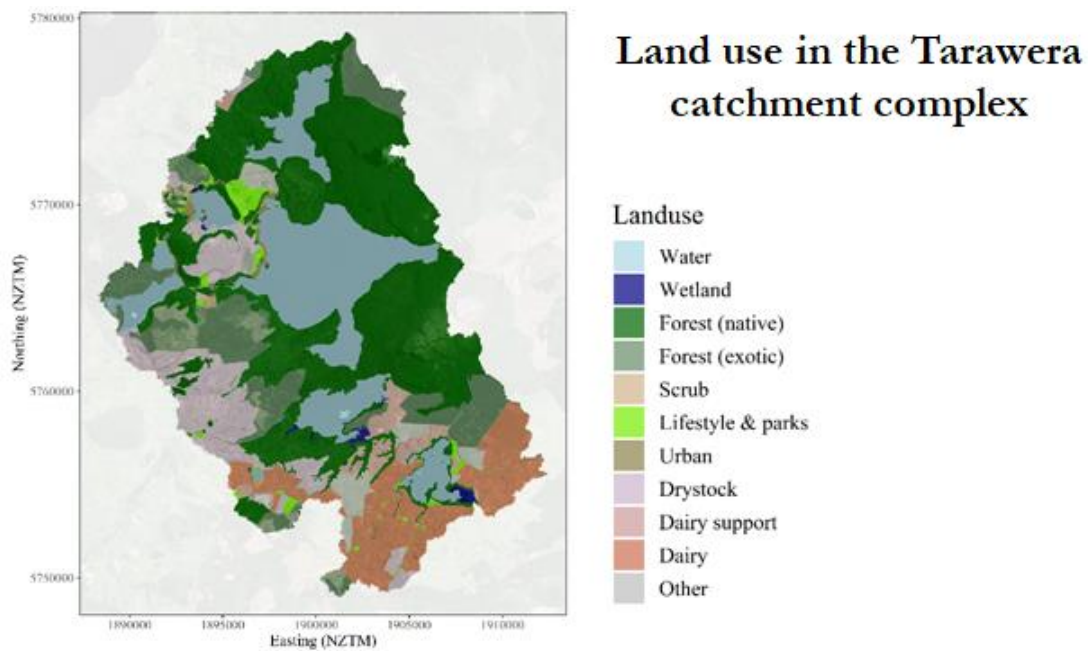 Land use in the Tarawera
catchment complex
5780000
5770000
5760000
5750000
Northing (NZTM)
1890000
1895000
1900000
1905000
1910000
Easting (NZTM)
Landuse
Water
Wetland
Forest (native)
Forest (exotic)
Scrub
Lifestyle & parks
Urban
Drystock
Dairy support
Dairy
Other